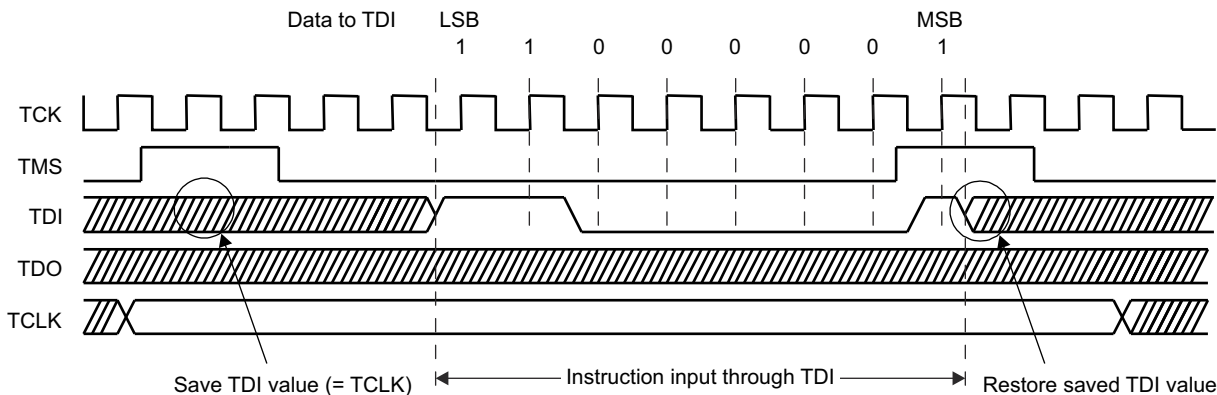 Data to TDI LSB MSB
1 1 0 0 0 0 0 1
TCK
TMS
TDI
TDO
TCLK
Save TDI value (= TCLK) Instruction input through TDI Restore saved TDI value